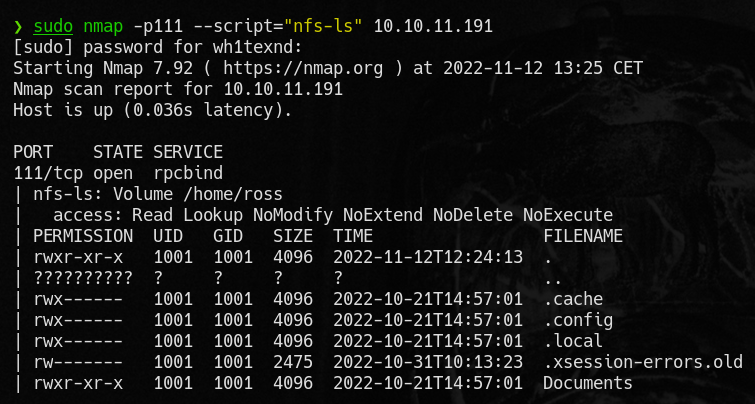 ❯ sudo nmap -p111 --script="nfs-ls" 10.10.11.191
[sudo] password for wh1texnd:
Starting Nmap 7.92 ( https://nmap.org ) at 2022-11-12 13:25 CET
Nmap scan report for 10.10.11.191
Host is up (0.036s latency).

PORT    STATE SERVICE
111/tcp open  rpcbind
| nfs-ls: Volume /home/ross
|   access: Read Lookup NoModify NoExtend NoDelete NoExecute
| PERMISSION  UID   GID   SIZE  TIME                 FILENAME
| rwxr-xr-x   1001  1001  4096  2022-11-12T12:24:13  .
| ??????????  ?     ?     ?     ?                    ..
| rwx------   1001  1001  4096  2022-10-21T14:57:01  .cache
| rwx------   1001  1001  4096  2022-10-21T14:57:01  .config
| rwx------   1001  1001  4096  2022-10-21T14:57:01  .local
| rw-------   1001  1001  2475  2022-10-31T10:13:23  .xsession-errors.old
| rwxr-xr-x   1001  1001  4096  2022-10-21T14:57:01  Documents